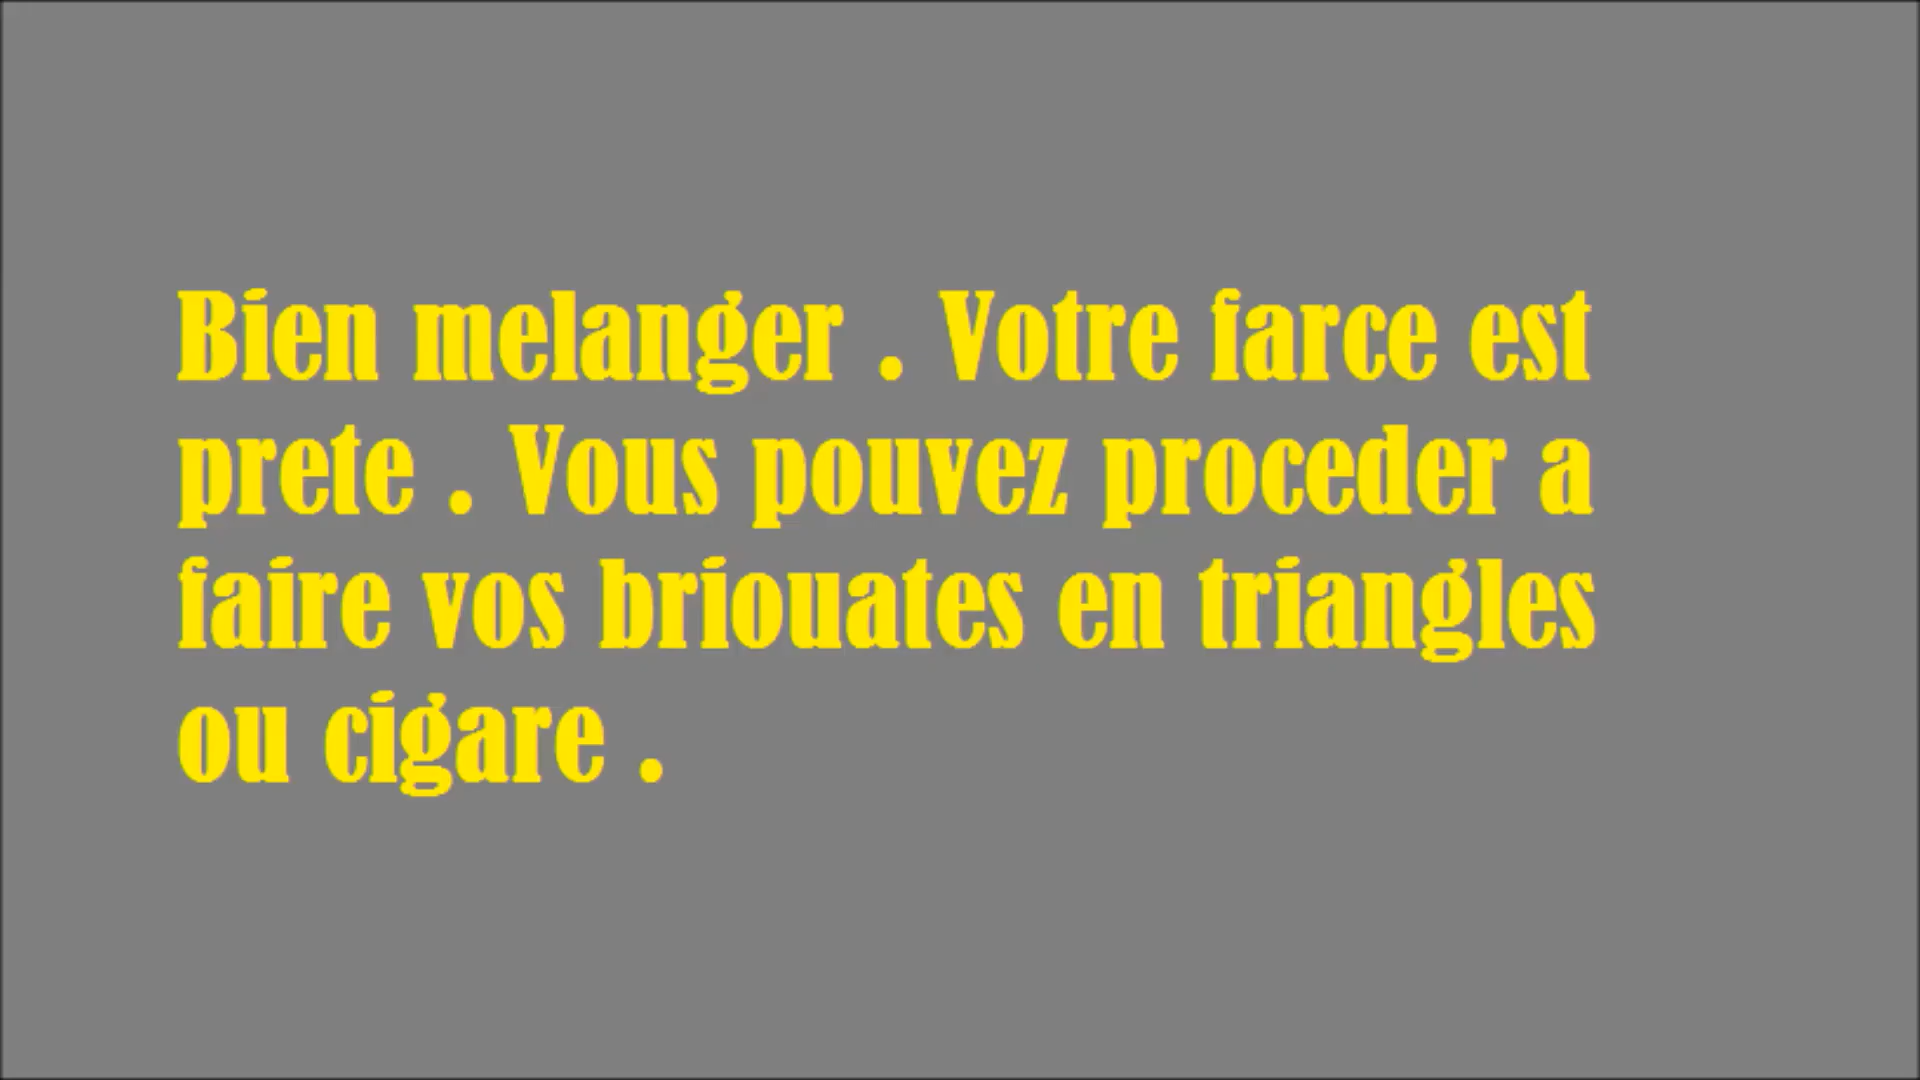 Bien melanger . Votre farce est
prete . Vous pouvez proceder a
faire vos briouates en triangles
ou cigare .